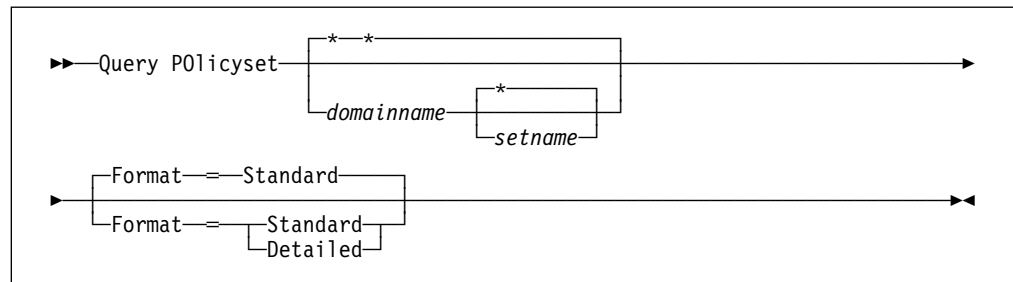 * *
Query POlicyset
*
domainname
setname
Format = Standard
Format = Standard
Detailed